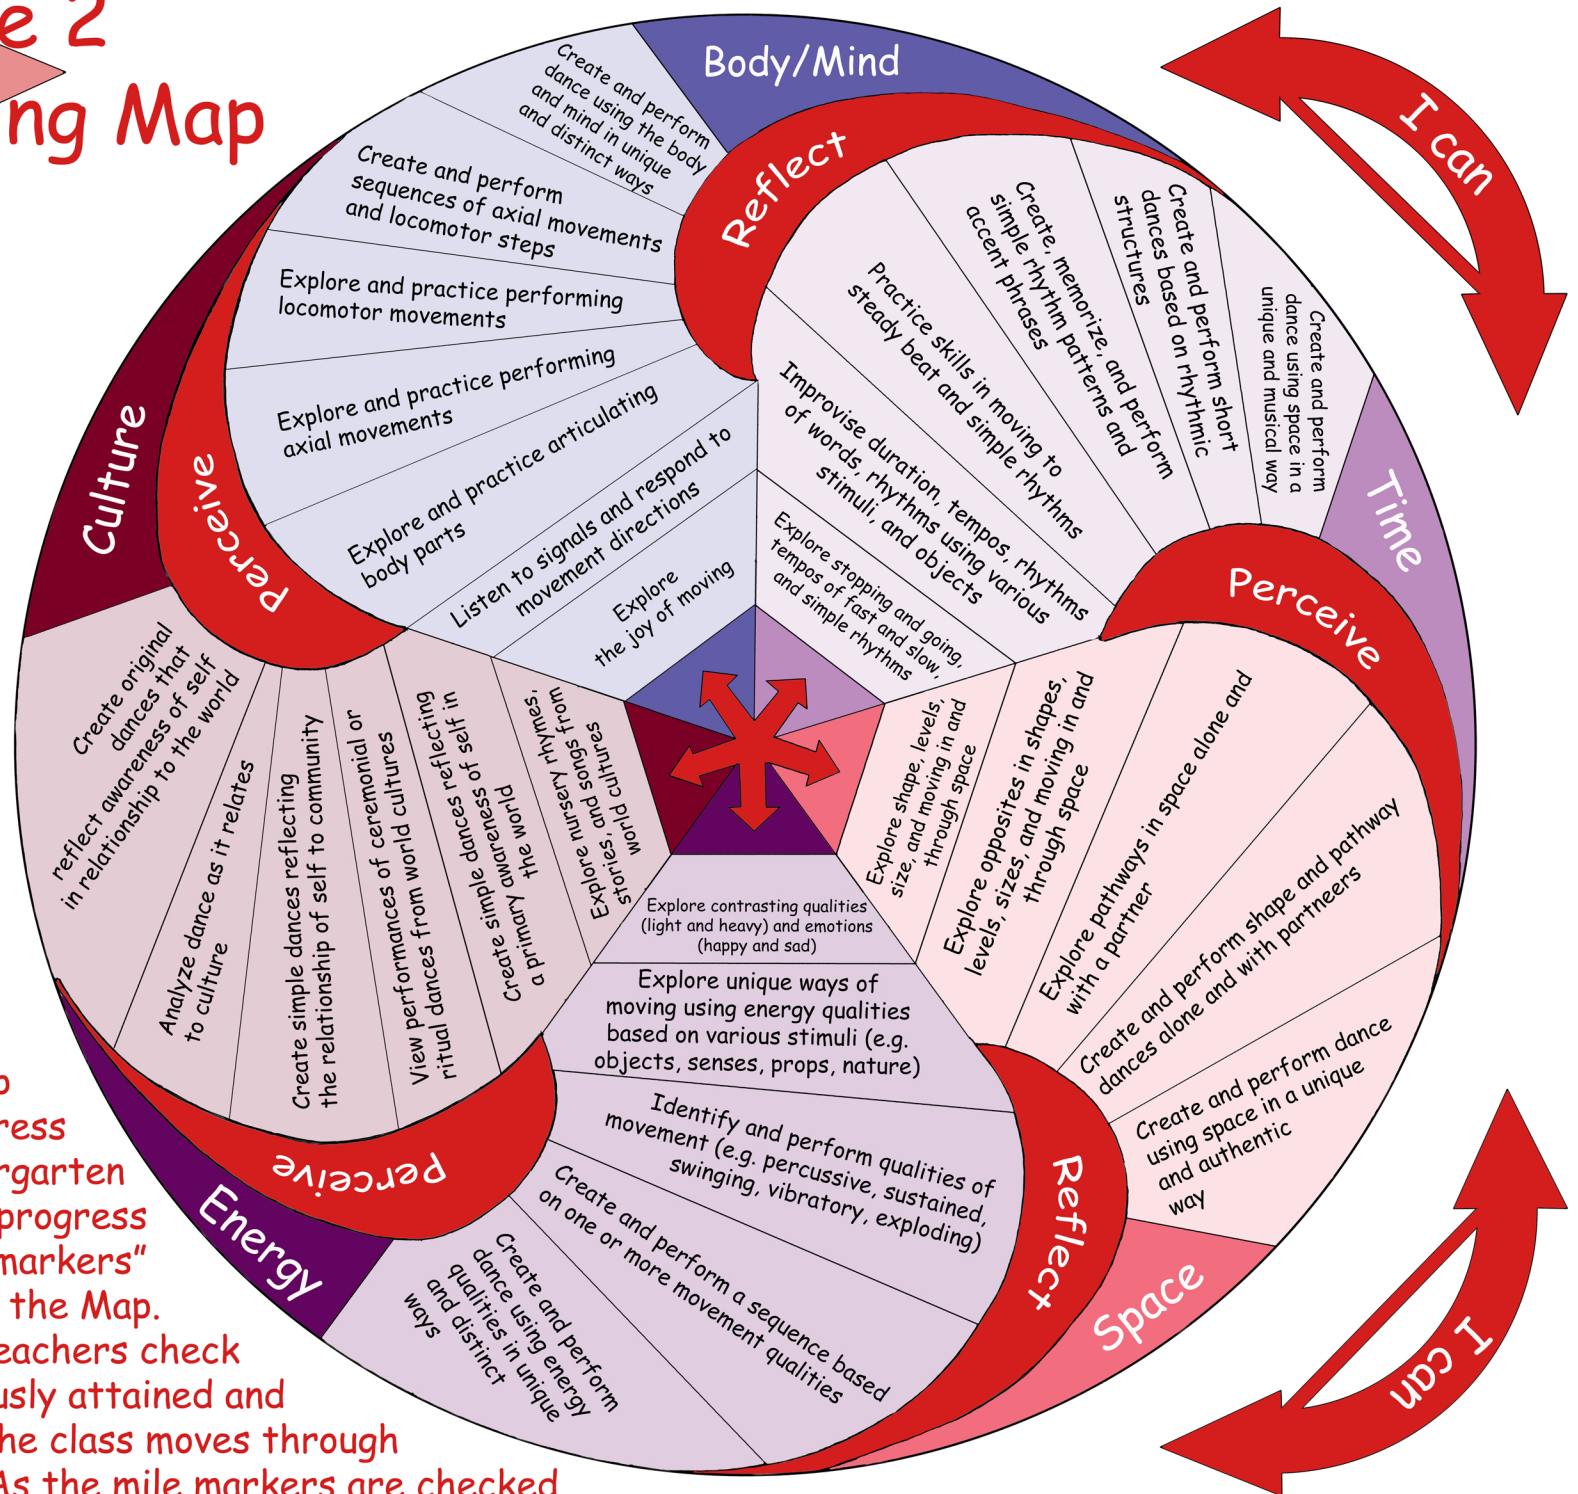 e 2
ng Map
Body/Mind
Create and perform
dance using the body
and mind in unique
and distinct ways
Create and perform
sequences of axial movements
and locomotor steps
Explore and practice performing
locomotor movements
Explore and practice performing
axial movements
Explore and practice articulating
body parts
Listen to signals and respond to
movement directions
Explore
the joy of moving
Reflect
Time
Create and perform
dance using space in a
unique and musical way
Create and perform short
dances based on rhythmic
structures
Create, memorize, and perform
simple rhythm patterns and
accent phrases
Practice skills in moving to
steady beat and simple rhythms
Improvise duration, tempos, rhythms
of words, rhythms using various
stimuli, and objects
Explore stopping and going,
tempos of fast and slow,
and simple rhythms
Perceive
Explore shape, levels,
size, and moving in and
through space
Explore opposites in shapes,
levels, sizes, and moving in and
through space
Explore pathways in space alone and
with a partner
Create and perform shape and pathway
dances alone and with partneers
Create and perform dance
using space in a unique
and authentic
way
Space
Reflect
Explore contrasting qualities
(light and heavy) and emotions
(happy and sad)
Explore unique ways of
moving using energy qualities
based on various stimuli (e.g.
objects, senses, props, nature)
Identify and perform qualities of
movement (e.g. percussive, sustained,
swinging, vibratory, exploding)
Create and perform a sequence based
on one or more movement qualities
Create and perform
dance using energy
qualities in unique
and distinct
ways
Energy
Perceive
Explore nursery rhymes,
stories, and songs from
world cultures
Create simple dances reflecting
a primary awareness of self in
the world
View performances of ceremonial or
ritual dances from world cultures
Create simple dances reflecting
the relationship of self to community
Analyze dance as it relates
to culture
Create original
dances that
reflect awareness of self
in relationship to the world
Culture
Perceive
I can
I can
p
ress
rgarten
progress
markers”
the Map.
eachers check
usly attained and
he class moves through
As the mile markers are checked